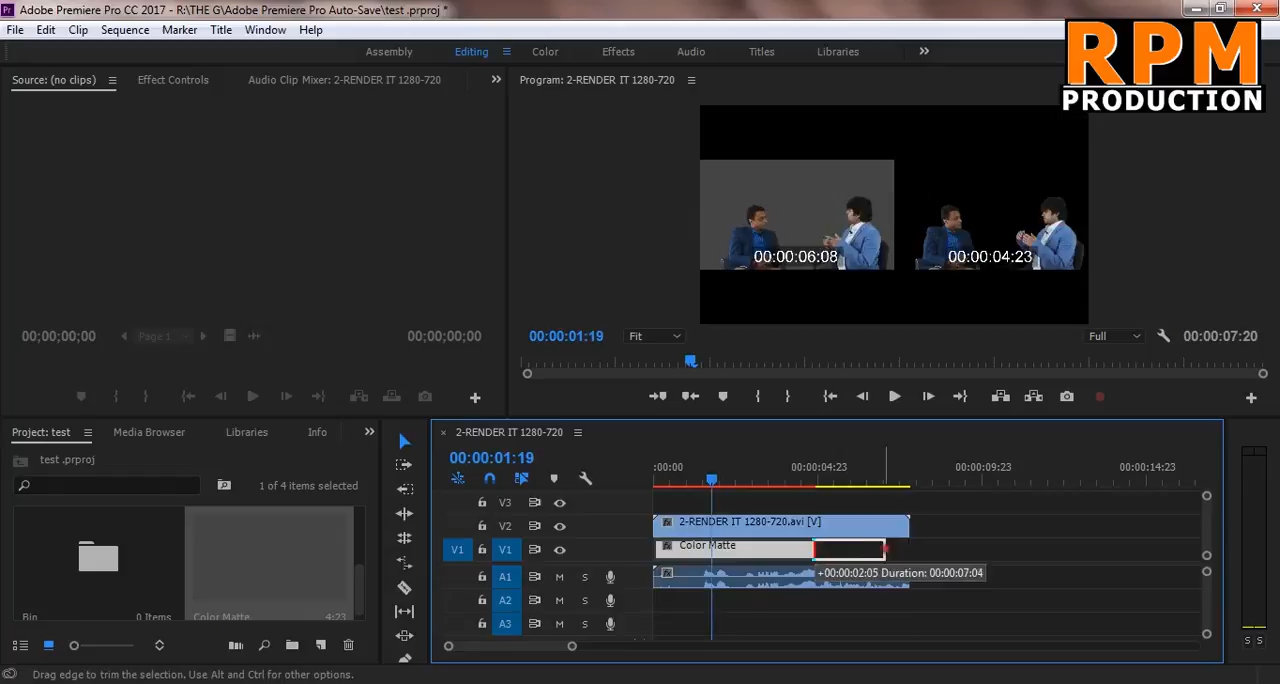 Adobe Premiere Pro CC 2017 - R:\THE G\Adobe Premiere Pro Auto-Save\test .prproj *
File Edit Clip Sequence Marker Title Window Help
Assembly Editing Color Effects Audio Titles Libraries
RPM
PRODUCTION
Source: (no clips) Effect Controls Audio Clip Mixer: 2-RENDER IT 1280-720
Program: 2-RENDER IT 1280-720
00:00:06:08 00:00:04:23
00;00;00;00 Page 1 00;00;00;00
00:00:01:19 Fit Full 00:00:07:20
Project: test Media Browser Libraries Info
test .prproj
1 of 4 items selected
Bin 0 Items Color Matte 4:23
2-RENDER IT 1280-720
00:00:01:19
:00:00 00:00:04:23 00:00:09:23 00:00:14:23
V3
V2 2-RENDER IT 1280-720.avi [V]
V1 V1 Color Matte
+00:00:02:05 Duration: 00:00:07:04
A1 M S
A2 M S
A3 M S
S S
Drag edge to trim the selection. Use Alt and Ctrl for other options.